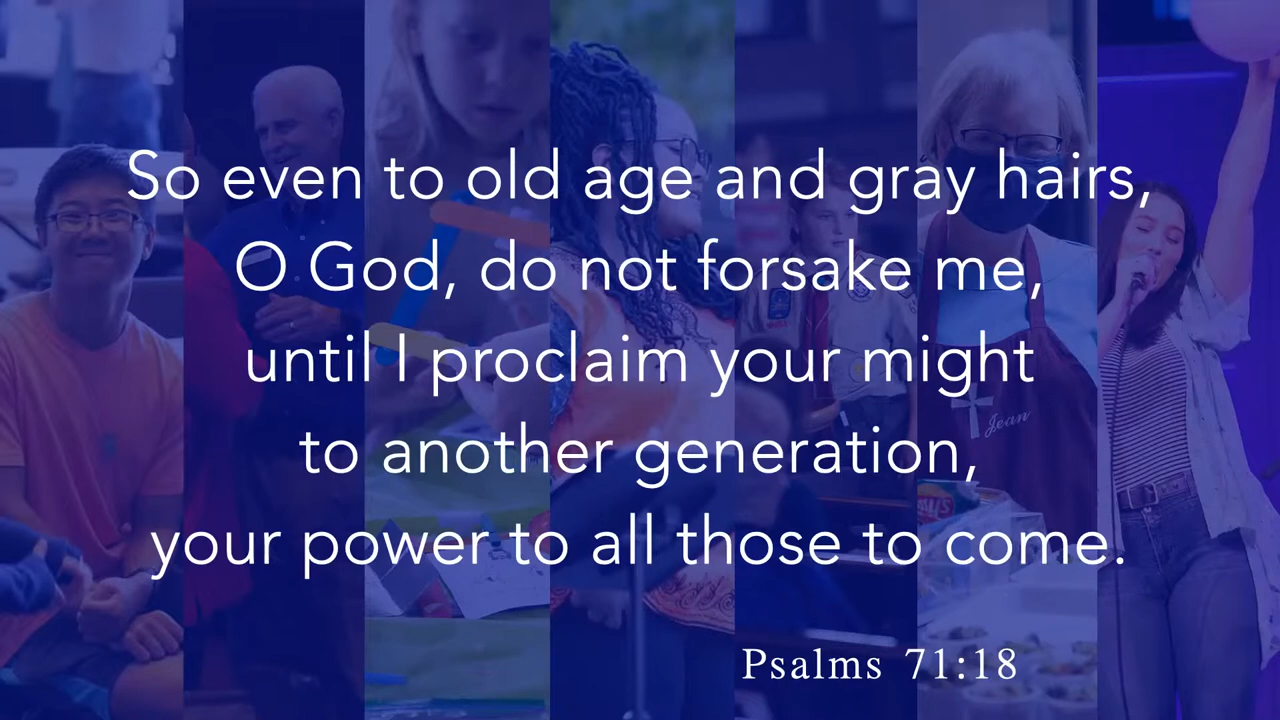 So even to old age and gray hairs,
O God, do not forsake me,
until I proclaim your might
to another generation,
your power to all those to come.
Psalms 71:18
Jean